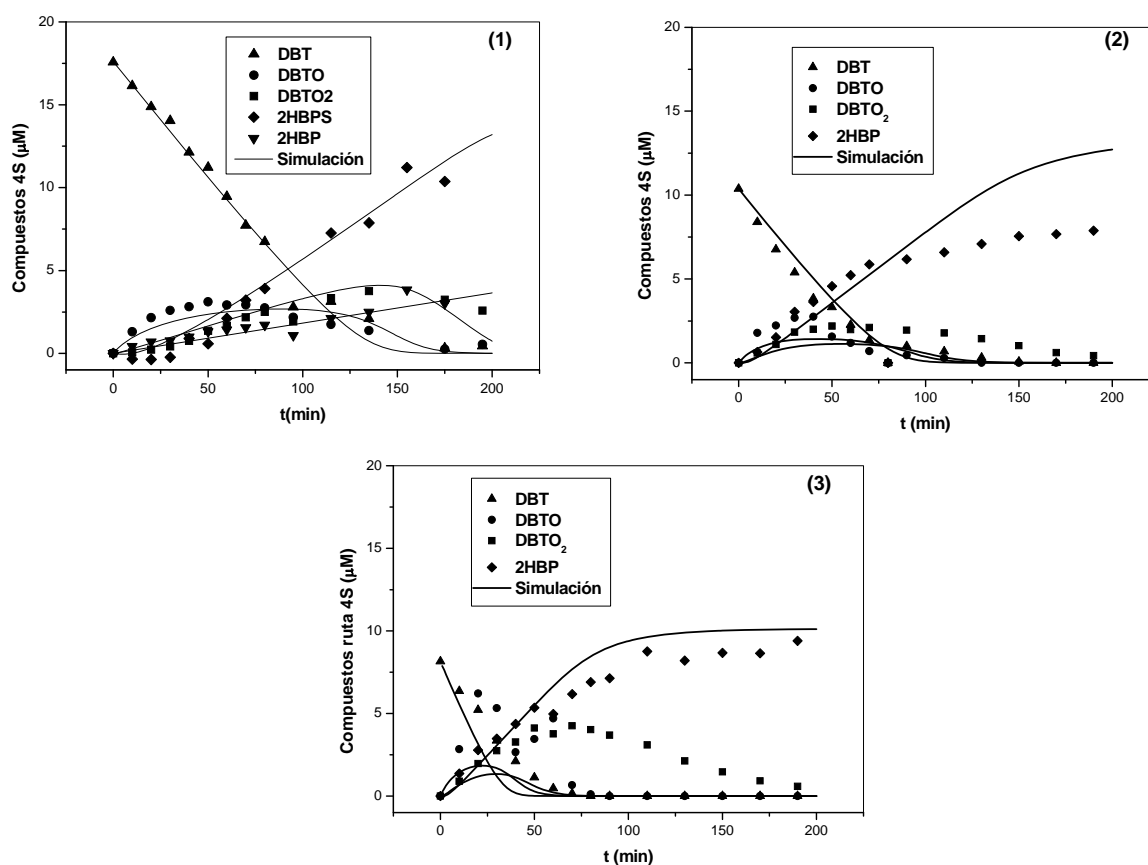 (1)
20
15
10
5
0
Compuestos 4S (μM)
DBT
DBTO
DBTO2
2HBPS
2HBP
Simulación
0 50 100 150 200
t(min)
(2)
20
15
10
5
0
Compuestos 4S (μM)
DBT
DBTO
DBTO₂
2HBP
Simulación
0 50 100 150 200
t (min)
(3)
20
15
10
5
0
Compuestos ruta 4S (μM)
DBT
DBTO
DBTO₂
2HBP
Simulación
0 50 100 150 200
t (min)